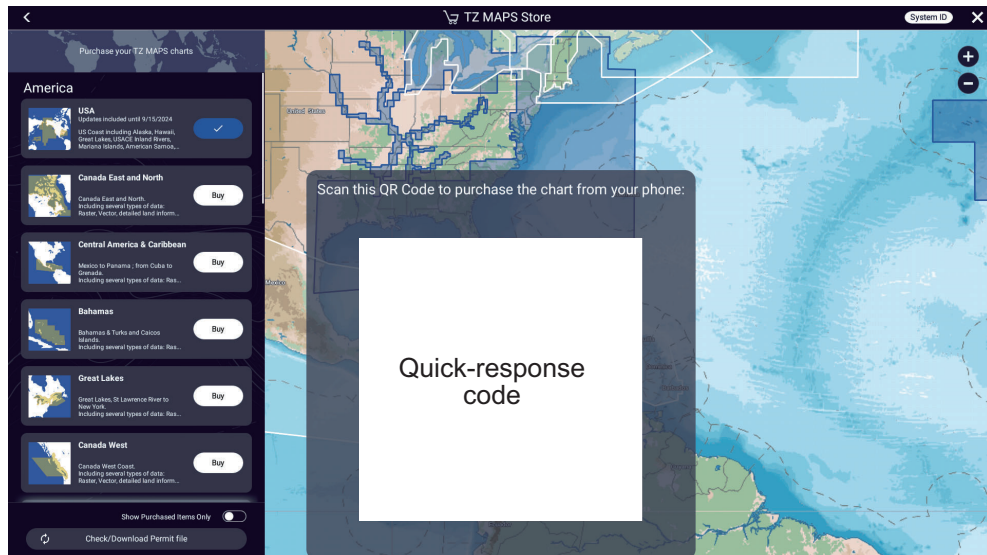 TZ MAPS Store
System ID
Purchase your TZ MAPS charts
America
USA
Updates included until 9/15/2024
US Coast including Alaska, Hawaii,
Great Lakes, USACE Inland Rivers,
Mariana Islands, American Samoa,...
Canada East and North
Canada East and North.
Including several types of data:
Raster, Vector, detailed land inform...
Buy
Central America & Caribbean
Mexico to Panama ; from Cuba to
Grenada.
Including several types of data: Ras...
Buy
Bahamas
Bahamas & Turks and Caicos
Islands.
Including several types of data: Ras...
Buy
Great Lakes
Great Lakes, St Lawrence River to
New York.
Including several types of data: Ras...
Buy
Canada West
Canada West Coast.
Including several types of data:
Raster, Vector, detailed land inform...
Buy
Show Purchased Items Only
Check/Download Permit file
United States
Mexico
Scan this QR Code to purchase the chart from your phone:
Quick-response
code